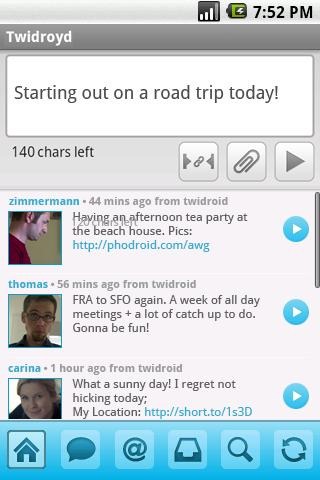 7:52 PM
Twidroyd
Starting out on a road trip today!
140 chars left
zimmermann • 44 mins ago from twidroid
120 chars left
Having an afternoon tea party at
the beach house. Pics:
http://phodroid.com/awg
thomas • 56 mins ago from twidroid
FRA to SFO again. A week of all day
meetings + a lot of catch up to do.
Gonna be fun!
carina • 1 hour ago from twidroid
What a sunny day! I regret not
hicking today;
My Location: http://short.to/1s3D
@